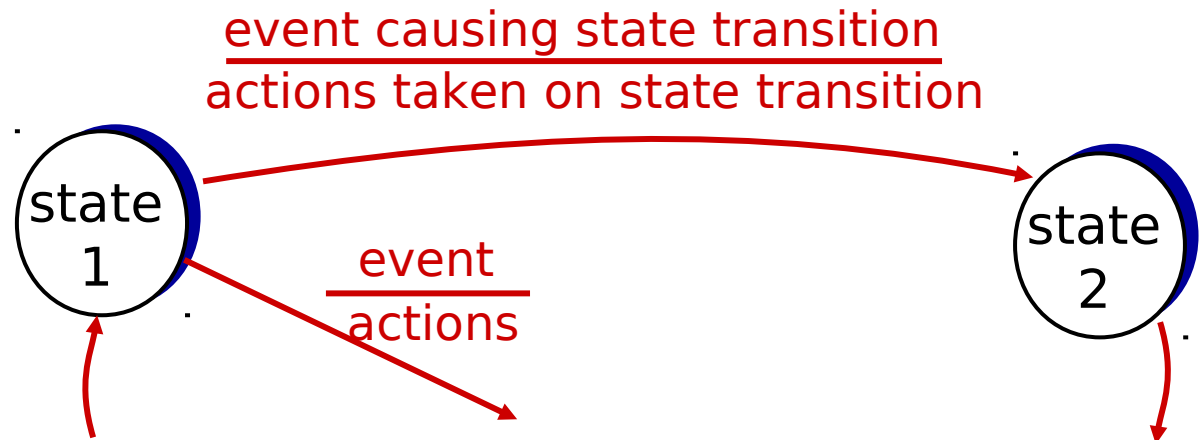 event causing state transition
actions taken on state transition
state
1
event
actions
state
2